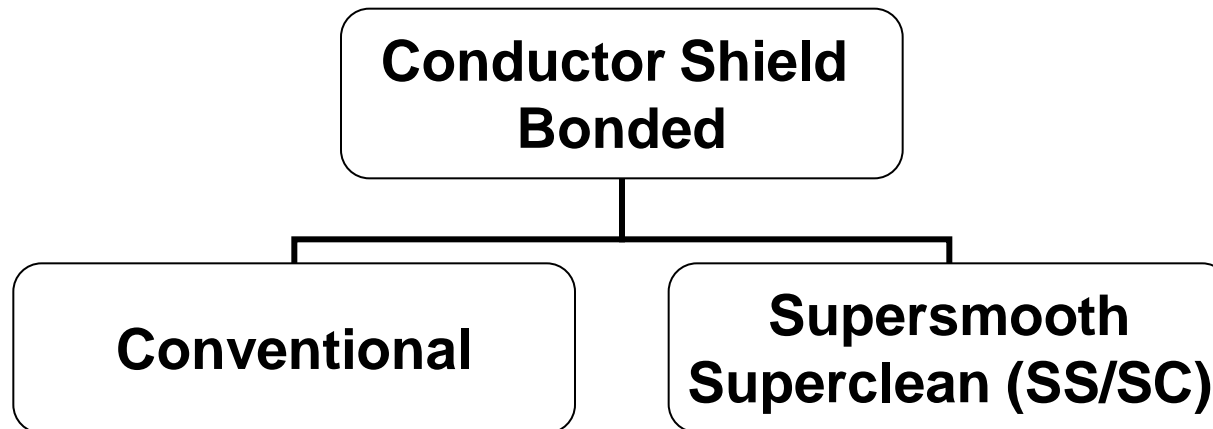 Conductor Shield
Bonded
Conventional
Supersmooth
Superclean (SS/SC)